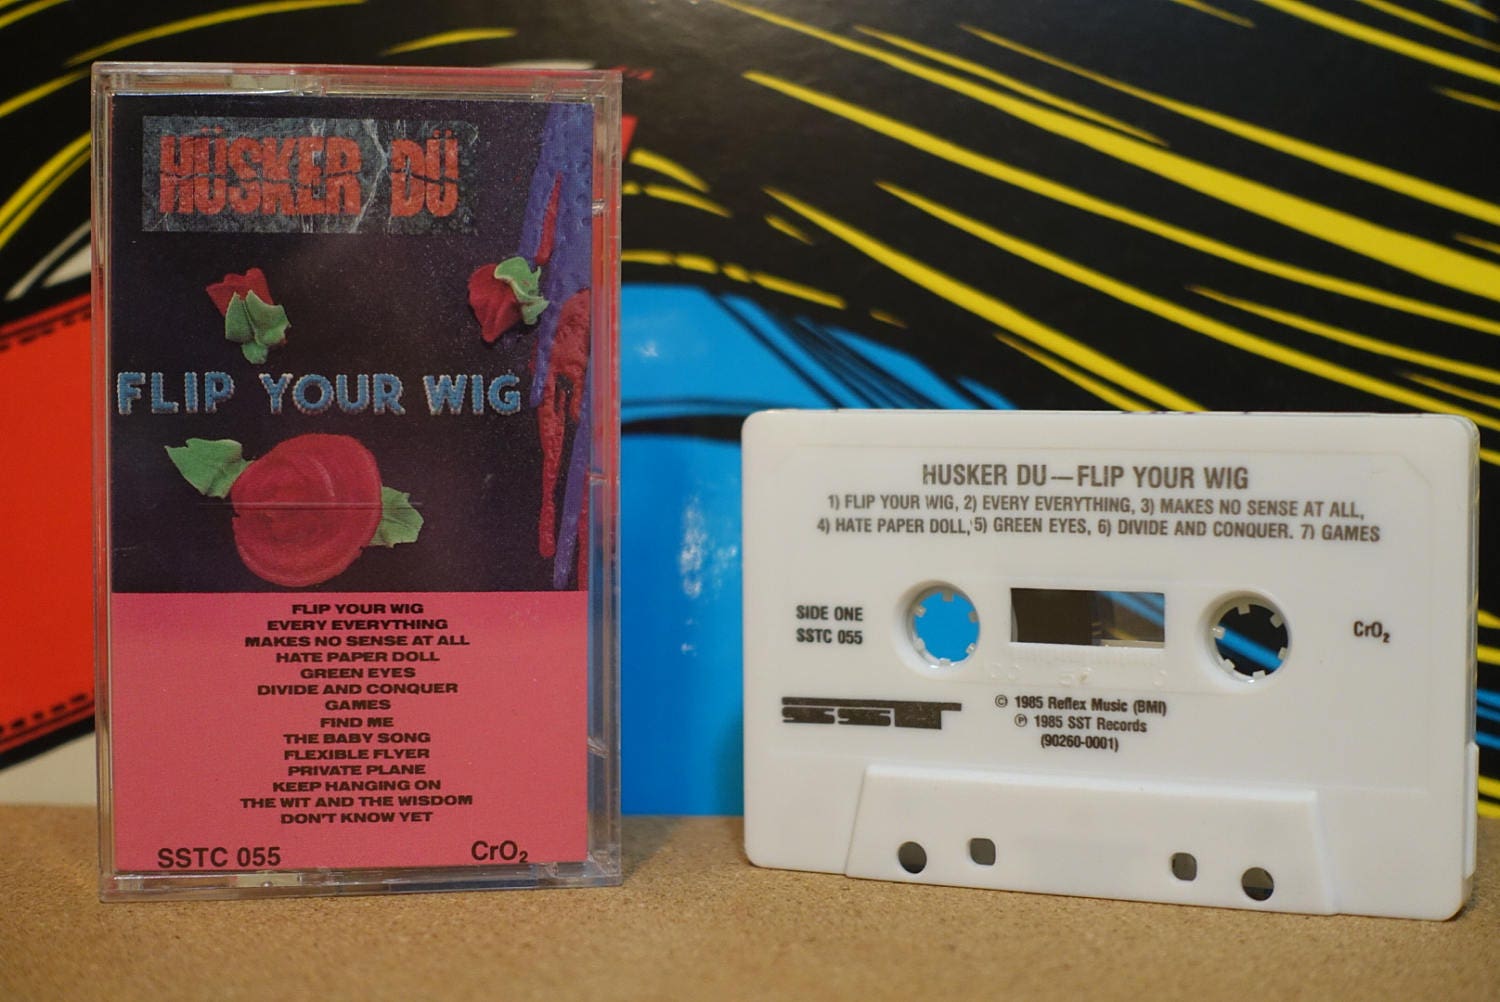 HÜSKER DÜ
FLIP YOUR WIG
FLIP YOUR WIG
EVERY EVERYTHING
MAKES NO SENSE AT ALL
HATE PAPER DOLL
GREEN EYES
DIVIDE AND CONQUER
GAMES
FIND ME
THE BABY SONG
FLEXIBLE FLYER
PRIVATE PLANE
KEEP HANGING ON
THE WIT AND THE WISDOM
DON'T KNOW YET
SSTC 055 CrO₂
HUSKER DU—FLIP YOUR WIG
1) FLIP YOUR WIG, 2) EVERY EVERYTHING, 3) MAKES NO SENSE AT ALL,
4) HATE PAPER DOLL, 5) GREEN EYES, 6) DIVIDE AND CONQUER. 7) GAMES
SIDE ONE
SSTC 055
CrO₂
SST
© 1985 Reflex Music (BMI)
℗ 1985 SST Records
(90260-0001)